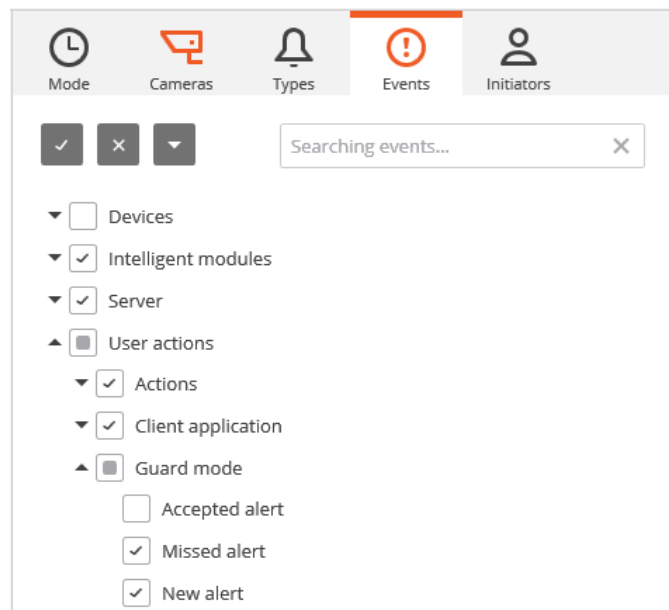 Mode Cameras Types Events Initiators
Searching events...
Devices
Intelligent modules
Server
User actions
Actions
Client application
Guard mode
Accepted alert
Missed alert
New alert